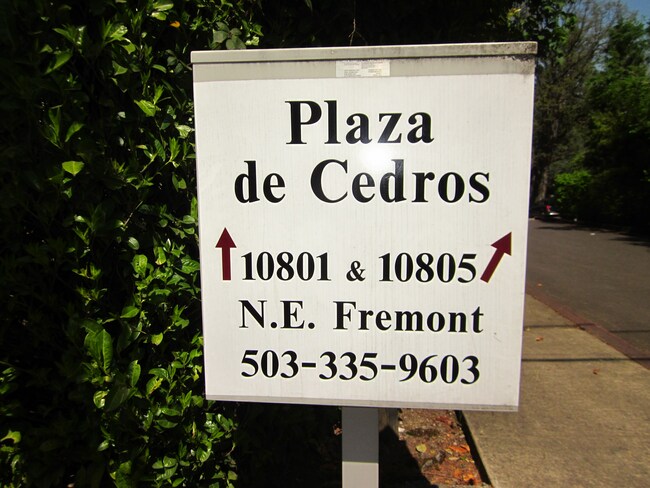 Plaza
de Cedros
10801 & 10805
N.E. Fremont
503-335-9603